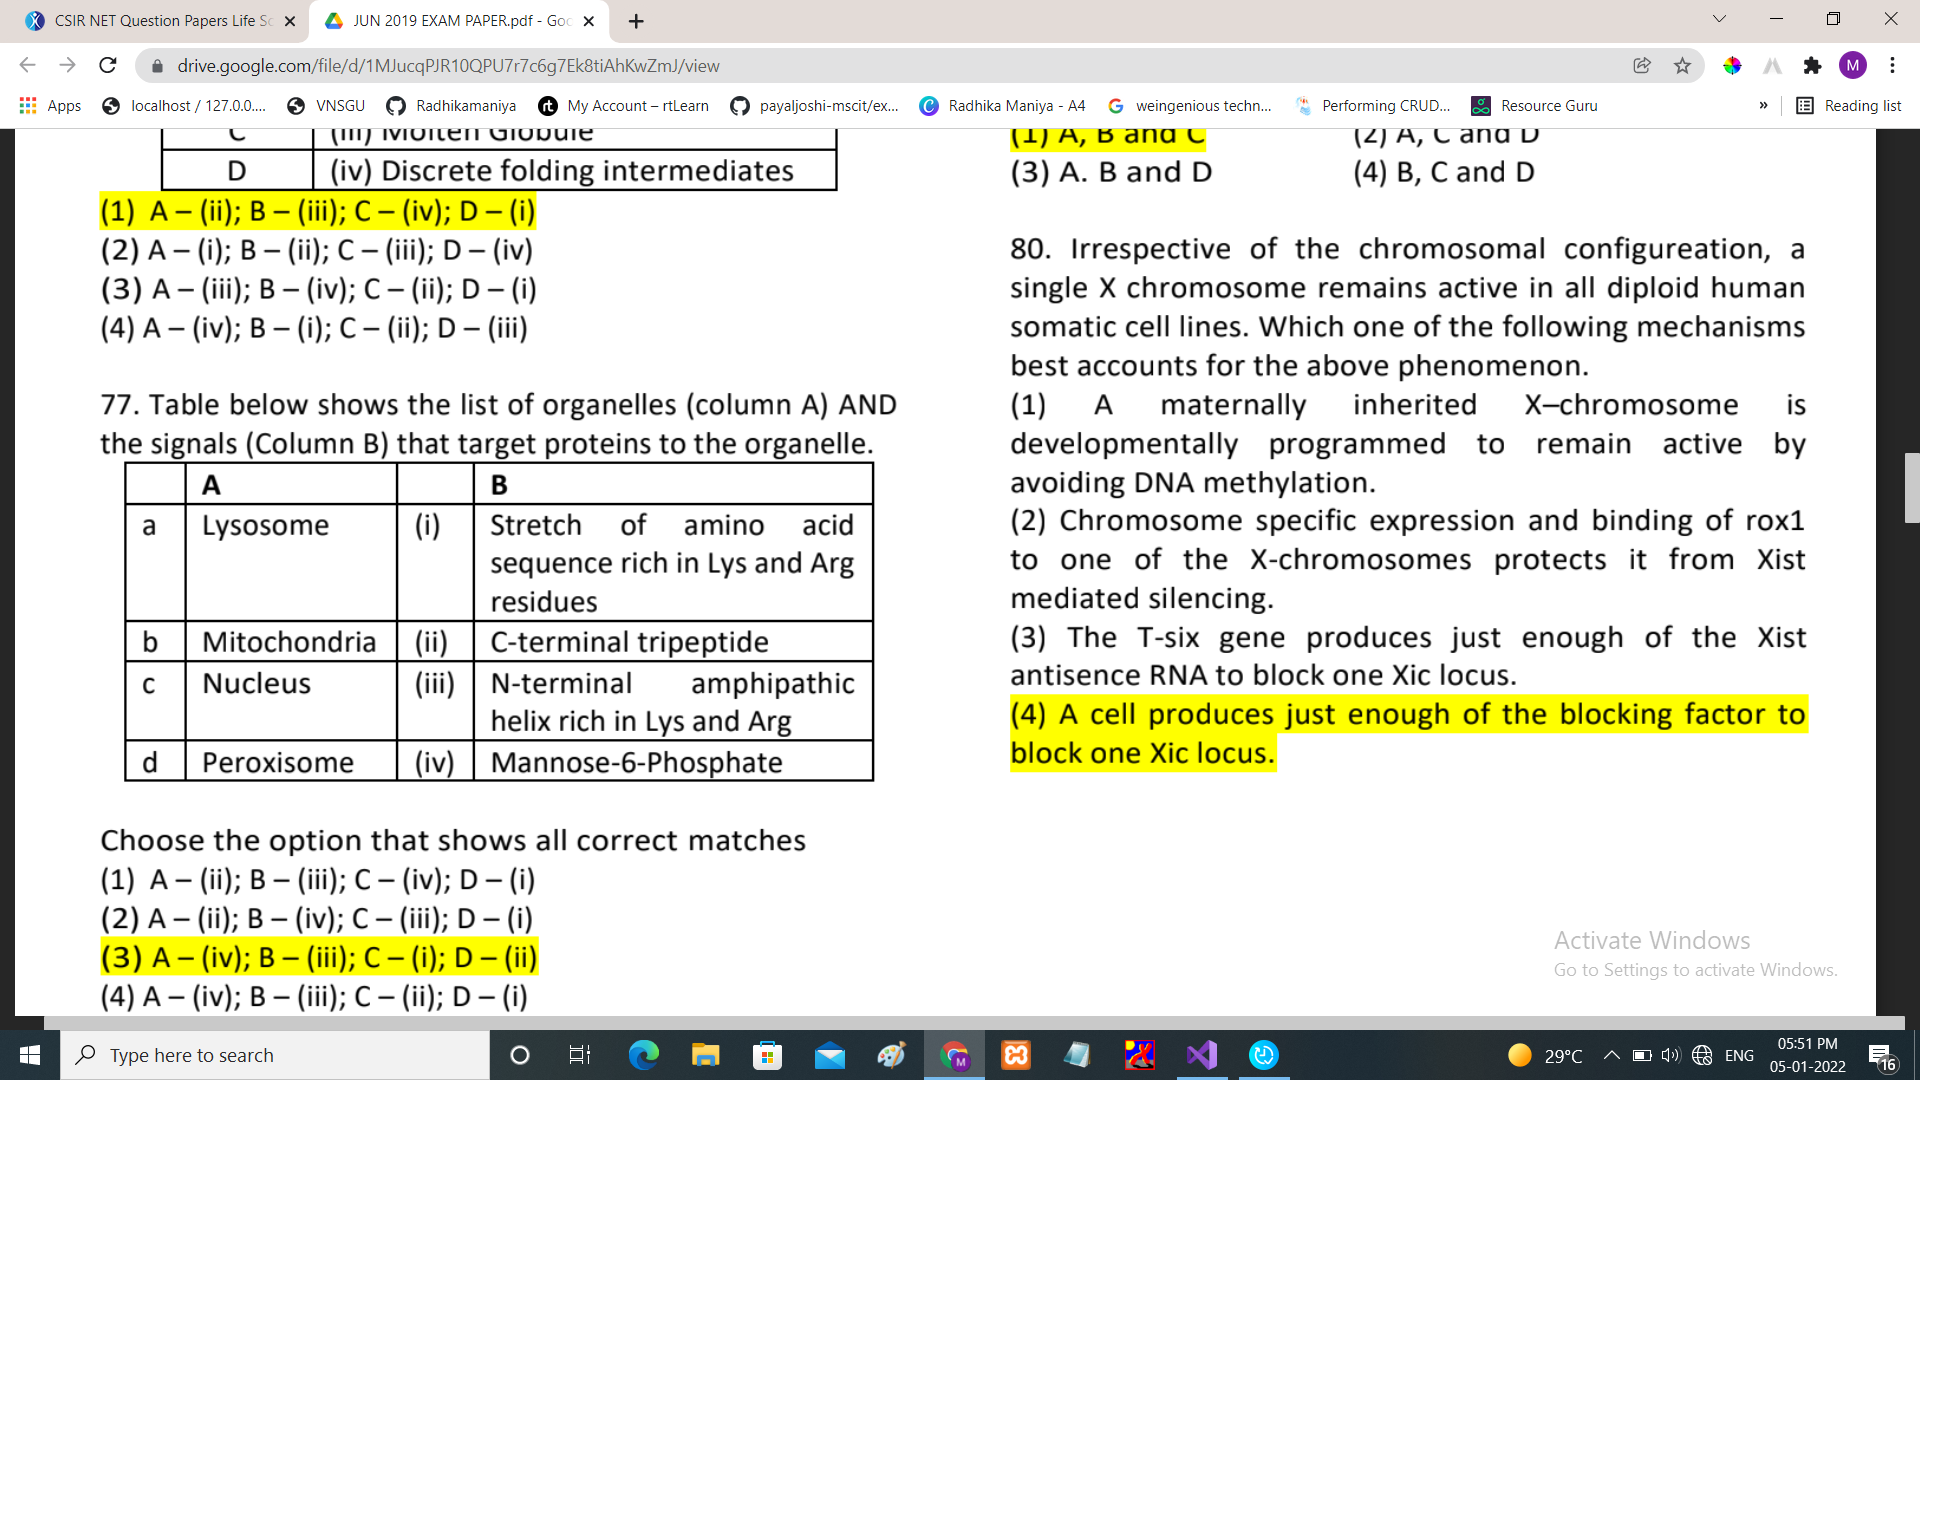 CSIR NET Question Papers Life Sc
JUN 2019 EXAM PAPER.pdf - Goo
drive.google.com/file/d/1MJucqPJR10QPU7r7c6g7Ek8tiAhKwZmJ/view
M
Apps
localhost / 127.0.0....
VNSGU
Radhikamaniya
rt
My Account – rtLearn
payaljoshi-mscit/ex...
Radhika Maniya - A4
weingenious techn...
Performing CRUD...
Resource Guru
»
Reading list
C (iii) Molten Globule
D (iv) Discrete folding intermediates
(1) A – (ii); B – (iii); C – (iv); D – (i)
(2) A – (i); B – (ii); C – (iii); D – (iv)
(3) A – (iii); B – (iv); C – (ii); D – (i)
(4) A – (iv); B – (i); C – (ii); D – (iii)
77. Table below shows the list of organelles (column A) AND
the signals (Column B) that target proteins to the organelle.
A B
a Lysosome (i) Stretch of amino acid
sequence rich in Lys and Arg
residues
b Mitochondria (ii) C-terminal tripeptide
c Nucleus (iii) N-terminal amphipathic
helix rich in Lys and Arg
d Peroxisome (iv) Mannose-6-Phosphate
Choose the option that shows all correct matches
(1) A – (ii); B – (iii); C – (iv); D – (i)
(2) A – (ii); B – (iv); C – (iii); D – (i)
(3) A – (iv); B – (iii); C – (i); D – (ii)
(4) A – (iv); B – (iii); C – (ii); D – (i)
(1) A, B and C (2) A, C and D
(3) A. B and D (4) B, C and D
80. Irrespective of the chromosomal configureation, a
single X chromosome remains active in all diploid human
somatic cell lines. Which one of the following mechanisms
best accounts for the above phenomenon.
(1) A maternally inherited X–chromosome is
developmentally programmed to remain active by
avoiding DNA methylation.
(2) Chromosome specific expression and binding of rox1
to one of the X-chromosomes protects it from Xist
mediated silencing.
(3) The T-six gene produces just enough of the Xist
antisence RNA to block one Xic locus.
(4) A cell produces just enough of the blocking factor to
block one Xic locus.
Activate Windows
Go to Settings to activate Windows.
Type here to search
M
29°C
ENG
05:51 PM
05-01-2022
16